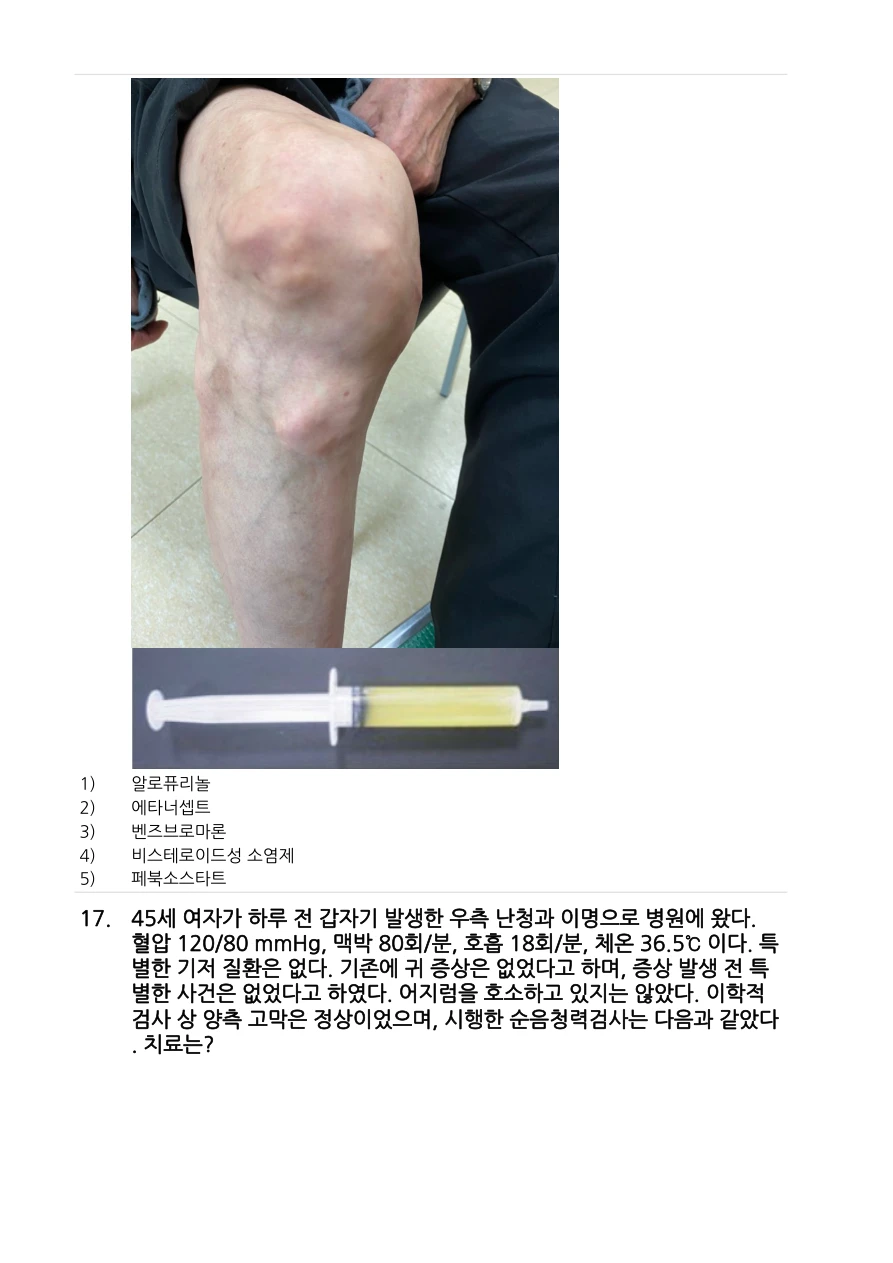 1) 알로퓨리놀
2) 에타너셉트
3) 벤즈브로마론
4) 비스테로이드성 소염제
5) 페북소스타트
17. 45세 여자가 하루 전 갑자기 발생한 우측 난청과 이명으로 병원에 왔다.
혈압 120/80 mmHg, 맥박 80회/분, 호흡 18회/분, 체온 36.5℃ 이다. 특
별한 기저 질환은 없다. 기존에 귀 증상은 없었다고 하며, 증상 발생 전 특
별한 사건은 없었다고 하였다. 어지럼을 호소하고 있지는 않았다. 이학적
검사 상 양측 고막은 정상이었으며, 시행한 순음청력검사는 다음과 같았다
. 치료는?